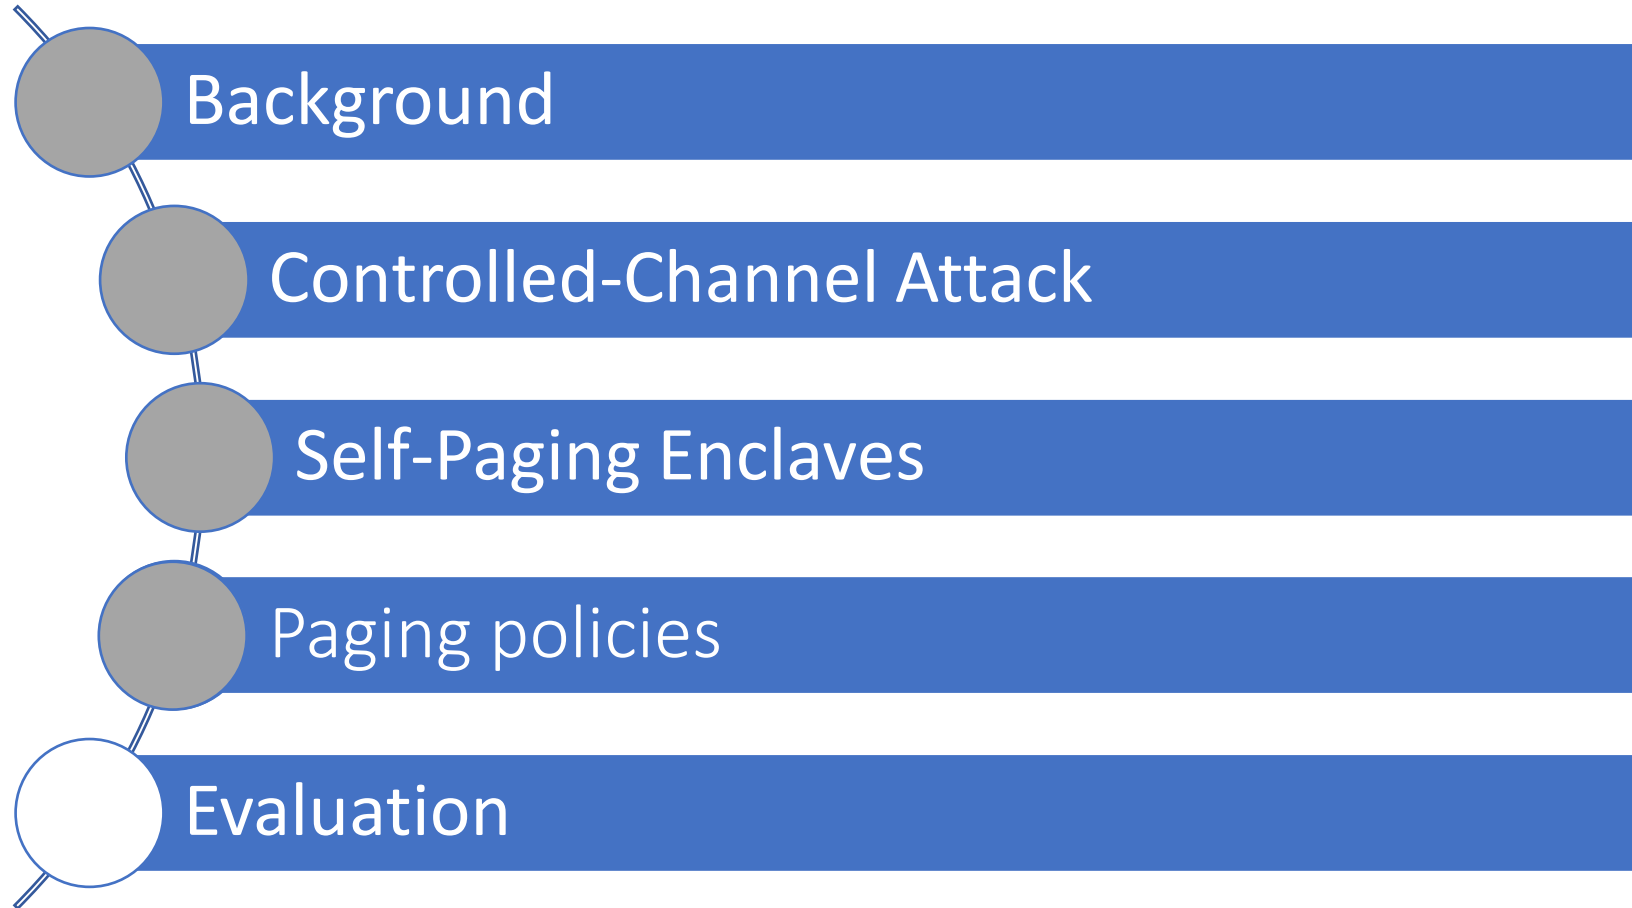 Background
Controlled-Channel Attack
Self-Paging Enclaves
Paging policies
Evaluation